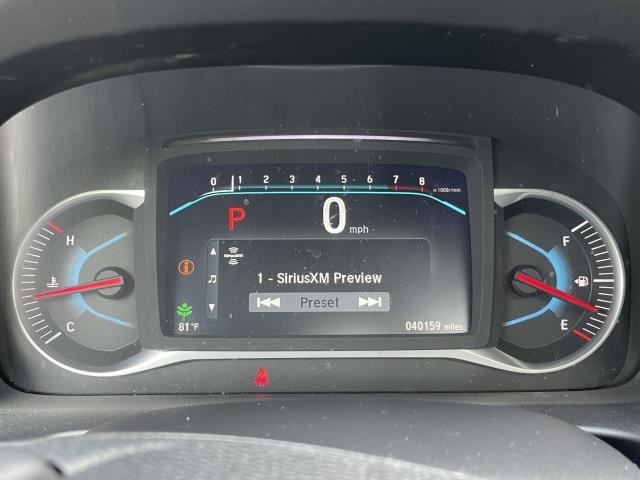 0 1 2 3 4 5 6 7 8 x1000r/min
P 0 mph
H
C
SiriusXM
1 - SiriusXM Preview
Preset
81°F
040159 miles
F
E